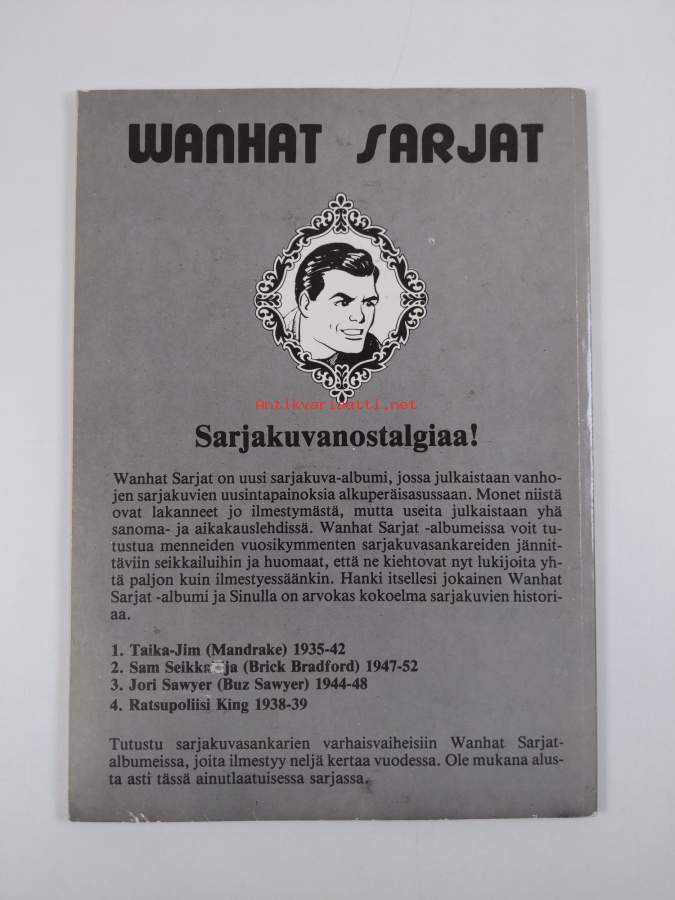 WANHAT SARJAT
Antikvariaatti.net
Sarjakuvanostalgiaa!
Wanhat Sarjat on uusi sarjakuva-albumi, jossa julkaistaan vanho-
jen sarjakuvien uusintapainoksia alkuperäisasussaan. Monet niistä
ovat lakanneet jo ilmestymästä, mutta useita julkaistaan yhä
sanoma- ja aikakauslehdissä. Wanhat Sarjat -albumeissa voit tu-
tustua menneiden vuosikymmenten sarjakuvasankareiden jännit-
täviin seikkailuihin ja huomaat, että ne kiehtovat nyt lukijoita yh-
tä paljon kuin ilmestyessäänkin. Hanki itsellesi jokainen Wanhat
Sarjat -albumi ja Sinulla on arvokas kokoelma sarjakuvien histori-
aa.
1. Taika-Jim (Mandrake) 1935-42
2. Sam (Brick Bradford) 1947-52
3. Jori Sawyer (Buz Sawyer) 1944-48
4. Ratsupoliisi King 1938-39
Tutustu sarjakuvasankarien varhaisvaiheisiin Wanhat Sarjat-
albumeissa, joita ilmestyy neljä kertaa vuodessa. Ole mukana alus-
ta asti tässä ainutlaatuisessa sarjassa.